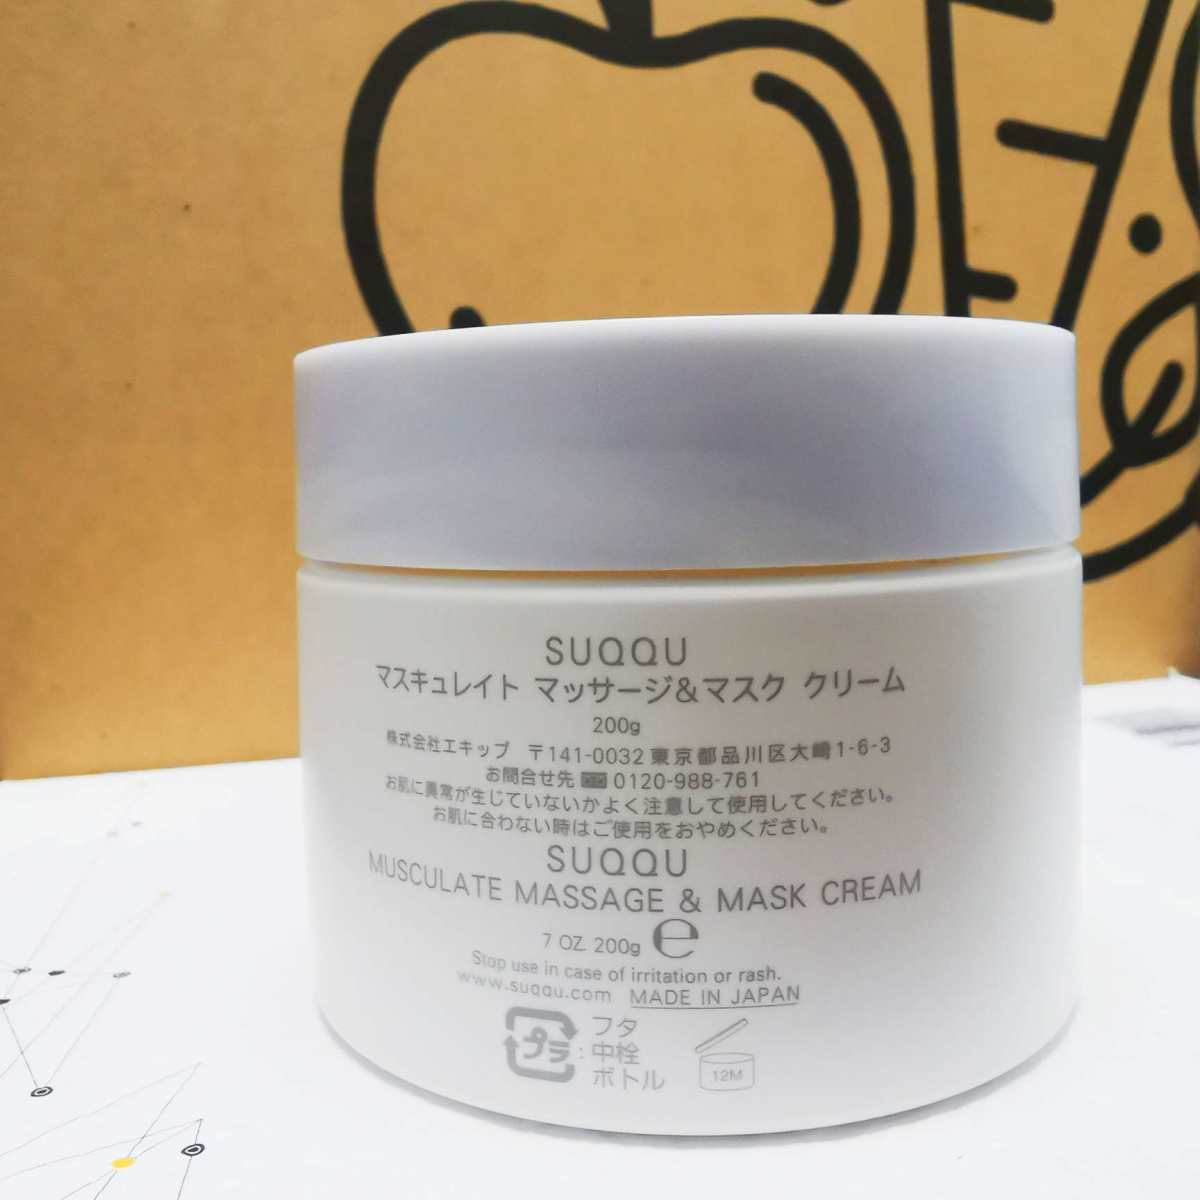 SUQQU
マスキュレイト マッサージ&マスク クリーム
200g
株式会社エキップ 〒141-0032 東京都品川区大崎1-6-3
お問合せ先 0120-988-761
お肌に異常が生じていないかよく注意して使用してください。
お肌に合わない時はご使用をおやめください。
SUQQU
MUSCULATE MASSAGE & MASK CREAM
7 OZ. 200g ℮
Stop use in case of irritation or rash.
www.suqqu.com MADE IN JAPAN
プラ : フタ
中栓
ボトル
12M